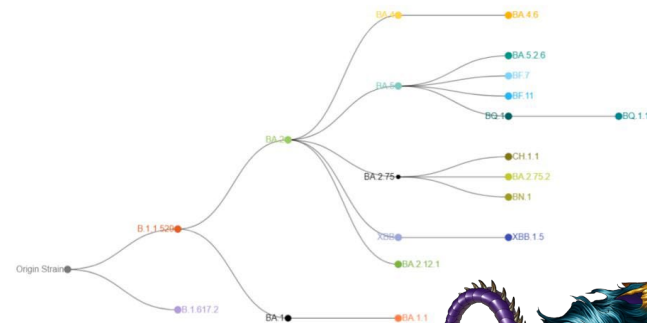 BA.4
BA.4.6
BA.5.2.6
BF.7
BA.5
BF.11
BQ.1
BQ.1.1
BA.2
CH.1.1
BA.2.75
BA.2.75.2
BN.1
B.1.1.529
XBB
XBB.1.5
BA.2.12.1
Origin Strain
B.1.617.2
BA.1
BA.1.1